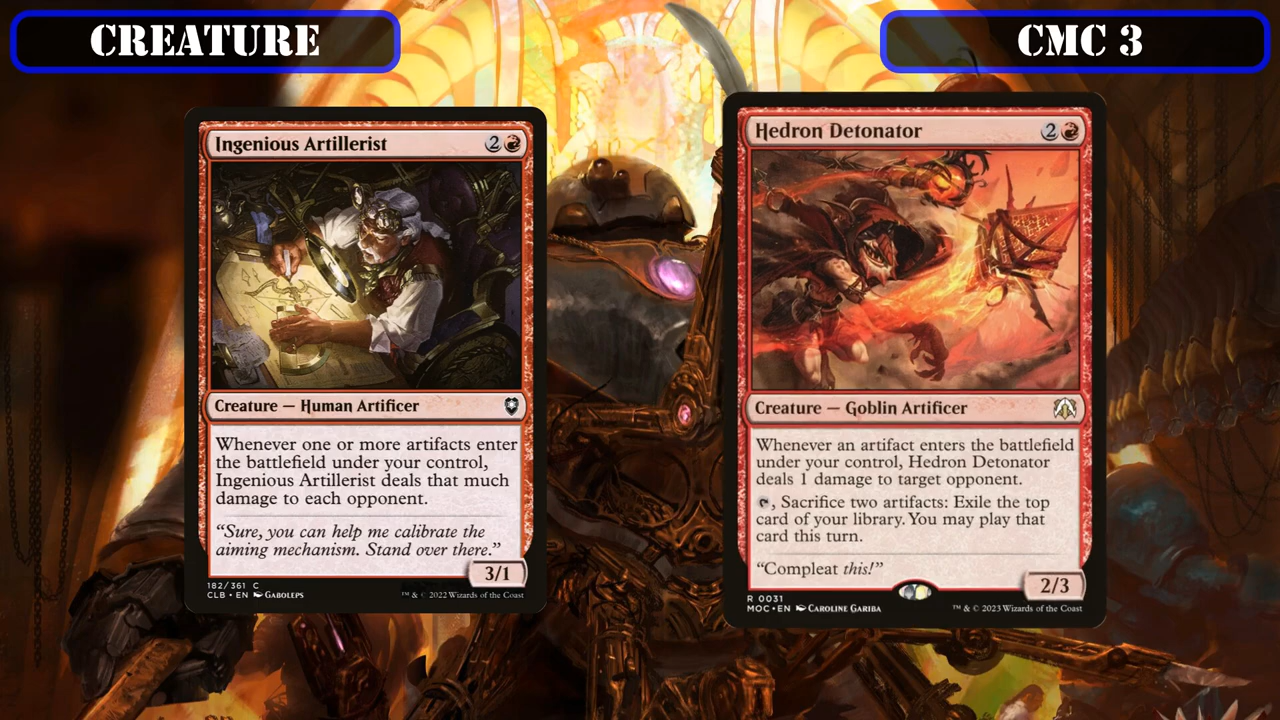 CREATURE
CMC 3
Ingenious Artillerist 2
Creature — Human Artificer
Whenever one or more artifacts enter
the battlefield under your control,
Ingenious Artillerist deals that much
damage to each opponent.
“Sure, you can help me calibrate the
aiming mechanism. Stand over there.”
3/1
182/361 C
CLB • EN GABOLEPS
™ & © 2022 Wizards of the Coast
Hedron Detonator 2
Creature — Goblin Artificer
Whenever an artifact enters the battlefield
under your control, Hedron Detonator
deals 1 damage to target opponent.
, Sacrifice two artifacts: Exile the top
card of your library. You may play that
card this turn.
“Compleat this!”
2/3
R 0031
MOC • EN CAROLINE GARIBA
™ & © 2023 Wizards of the Coast